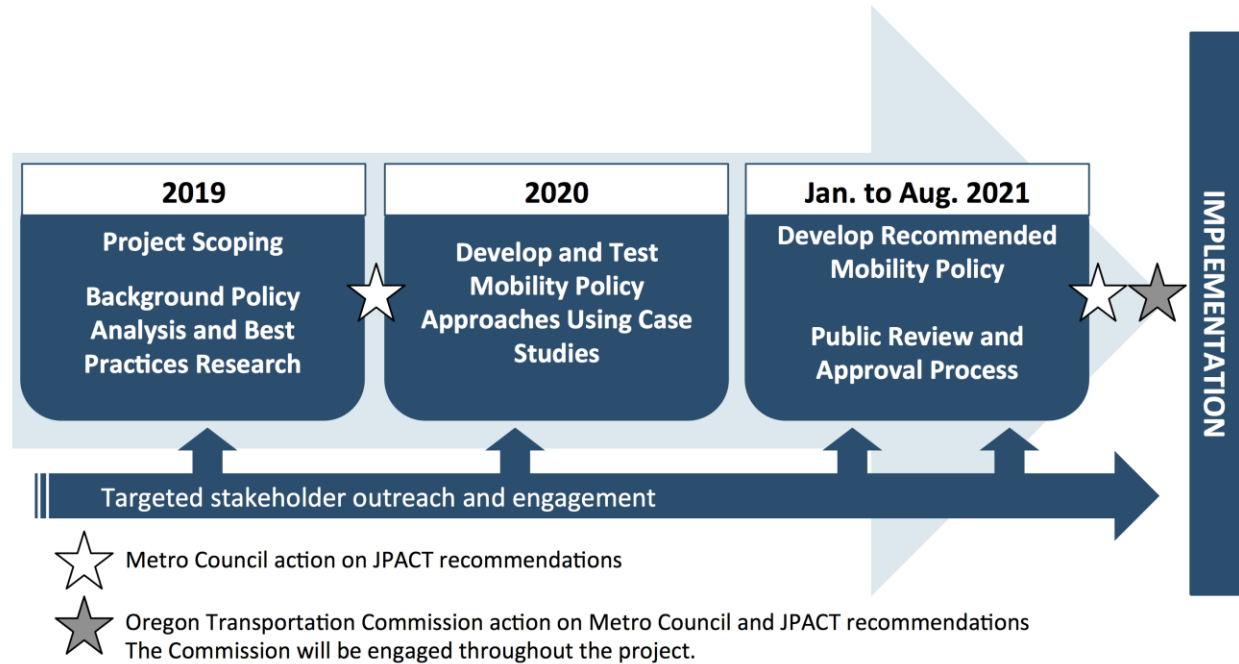 2019
Project Scoping
Background Policy
Analysis and Best
Practices Research
2020
Develop and Test
Mobility Policy
Approaches Using Case
Studies
Jan. to Aug. 2021
Develop Recommended
Mobility Policy
Public Review and
Approval Process
IMPLEMENTATION
Targeted stakeholder outreach and engagement
Metro Council action on JPACT recommendations
Oregon Transportation Commission action on Metro Council and JPACT recommendations
The Commission will be engaged throughout the project.